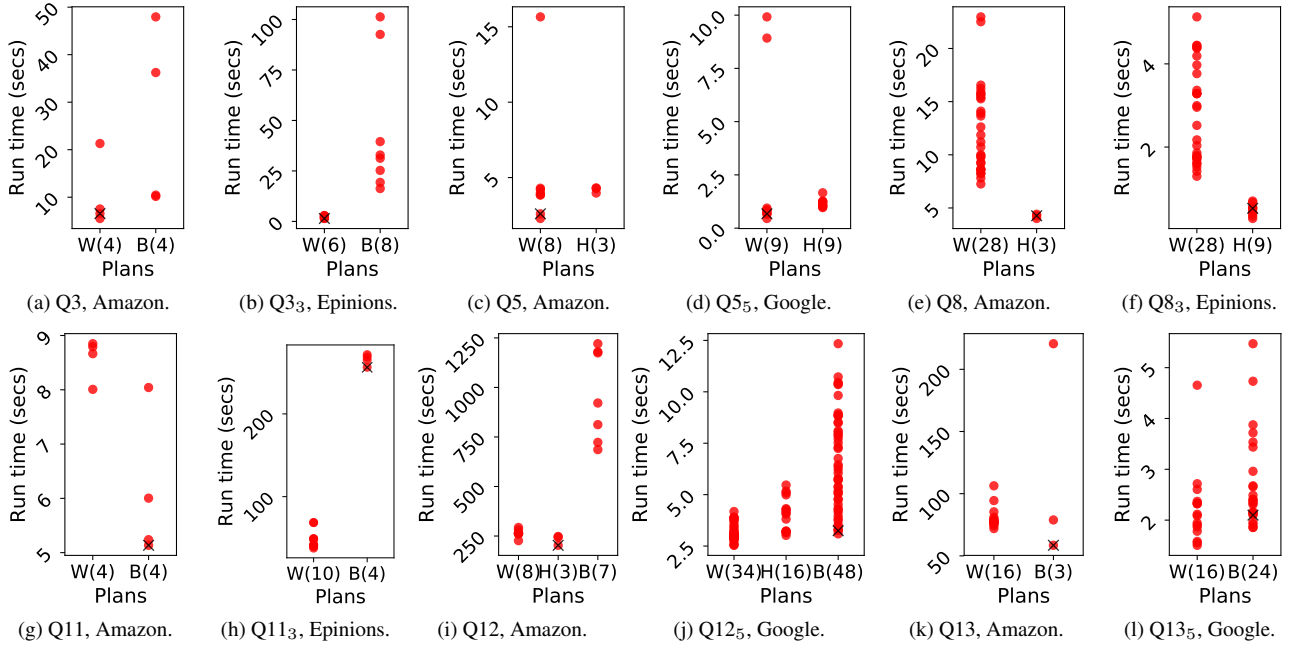 50
40
30
20
10
Run time (secs)
W(4) B(4)
Plans
(a) Q3, Amazon.
100
75
50
25
0
Run time (secs)
W(6) B(8)
Plans
(b) Q3₃, Epinions.
15
10
5
Run time (secs)
W(8) H(3)
Plans
(c) Q5, Amazon.
10.0
7.5
5.0
2.5
0.0
Run time (secs)
W(9) H(9)
Plans
(d) Q5₅, Google.
20
15
10
5
Run time (secs)
W(28) H(3)
Plans
(e) Q8, Amazon.
4
2
Run time (secs)
W(28) H(9)
Plans
(f) Q8₃, Epinions.
9
8
7
6
5
Run time (secs)
W(4) B(4)
Plans
(g) Q11, Amazon.
200
100
Run time (secs)
W(10) B(4)
Plans
(h) Q11₃, Epinions.
1250
1000
750
500
250
Run time (secs)
W(8) H(3) B(7)
Plans
(i) Q12, Amazon.
12.5
10.0
7.5
5.0
2.5
Run time (secs)
W(34) H(16) B(48)
Plans
(j) Q12₅, Google.
200
150
100
50
Run time (secs)
W(16) B(3)
Plans
(k) Q13, Amazon.
5
4
3
2
Run time (secs)
W(16) B(24)
Plans
(l) Q13₅, Google.